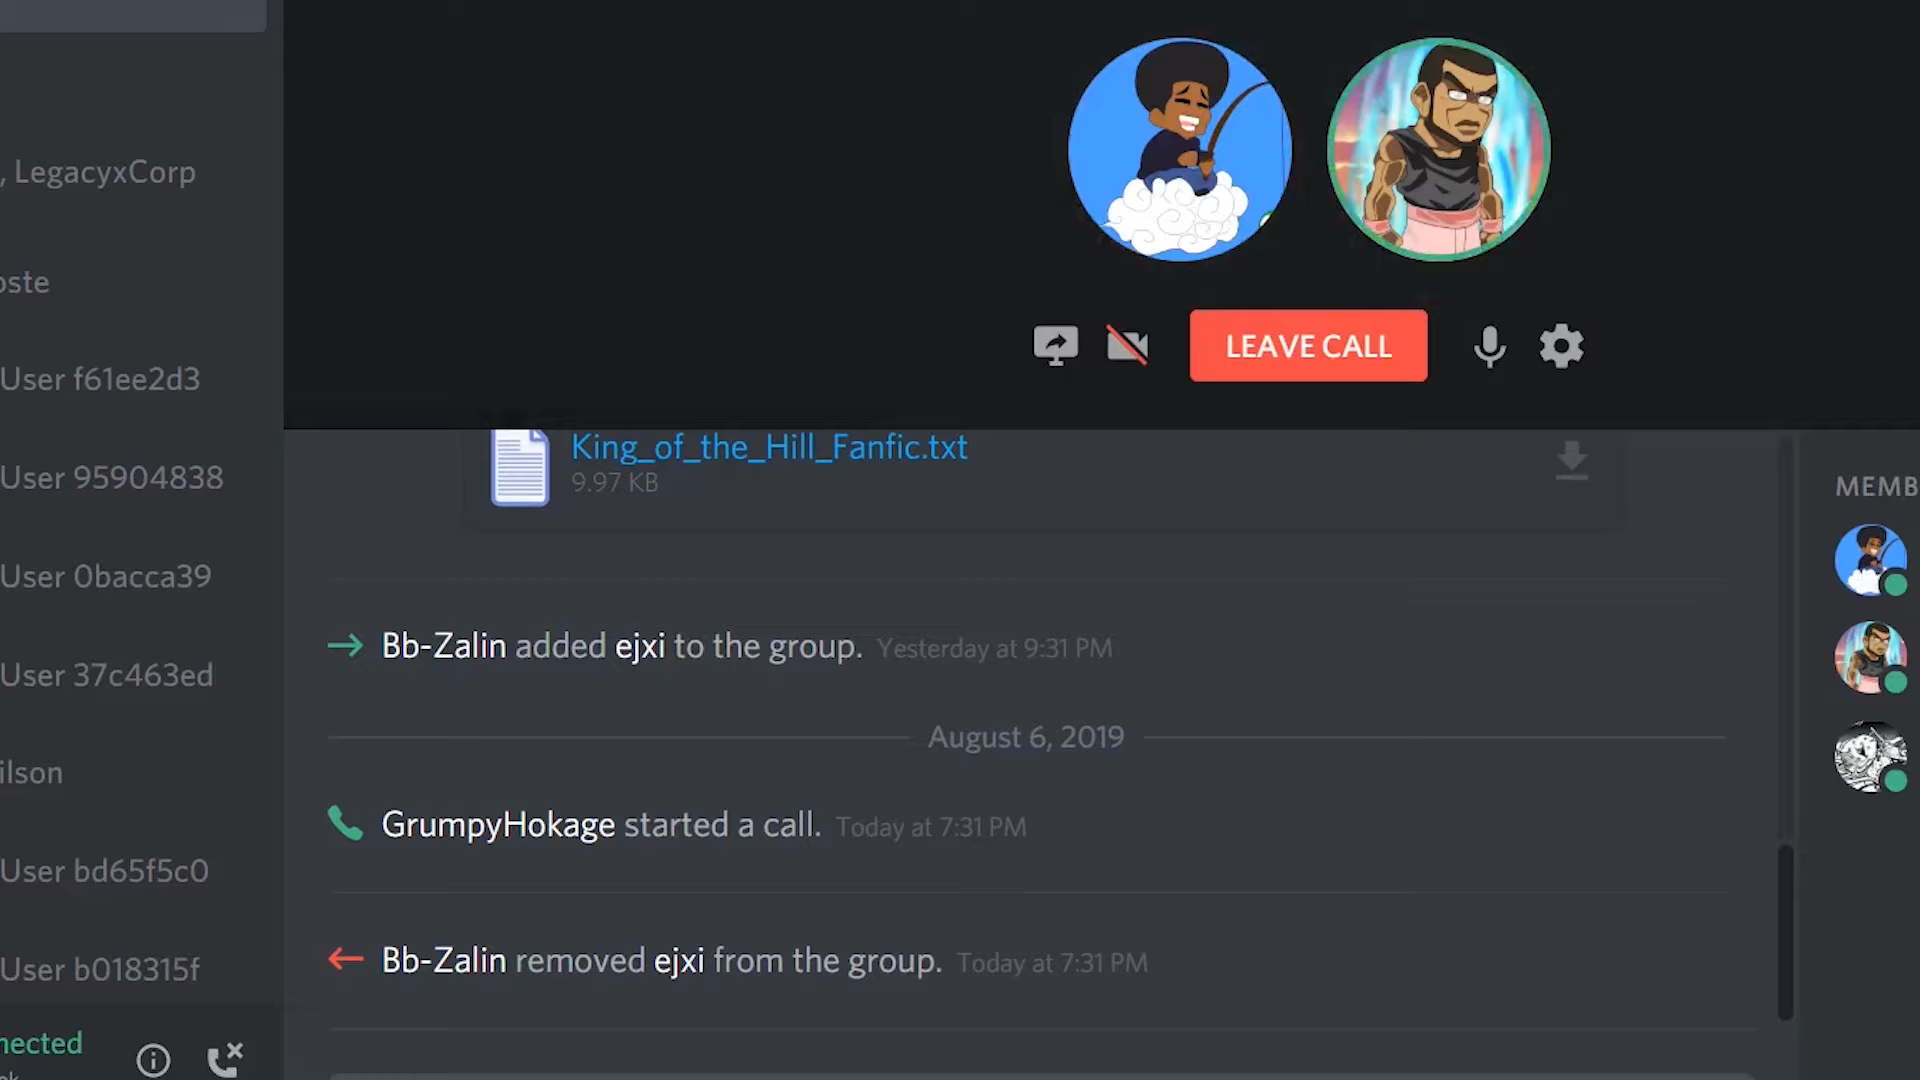 , LegacyxCorp
oste
User f61ee2d3
User 95904838
User 0bacca39
User 37c463ed
ilson
User bd65f5c0
User b018315f
nected
LEAVE CALL
King_of_the_Hill_Fanfic.txt
9.97 KB
Bb-Zalin added ejxi to the group. Yesterday at 9:31 PM
August 6, 2019
GrumpyHokage started a call. Today at 7:31 PM
Bb-Zalin removed ejxi from the group. Today at 7:31 PM
MEMB